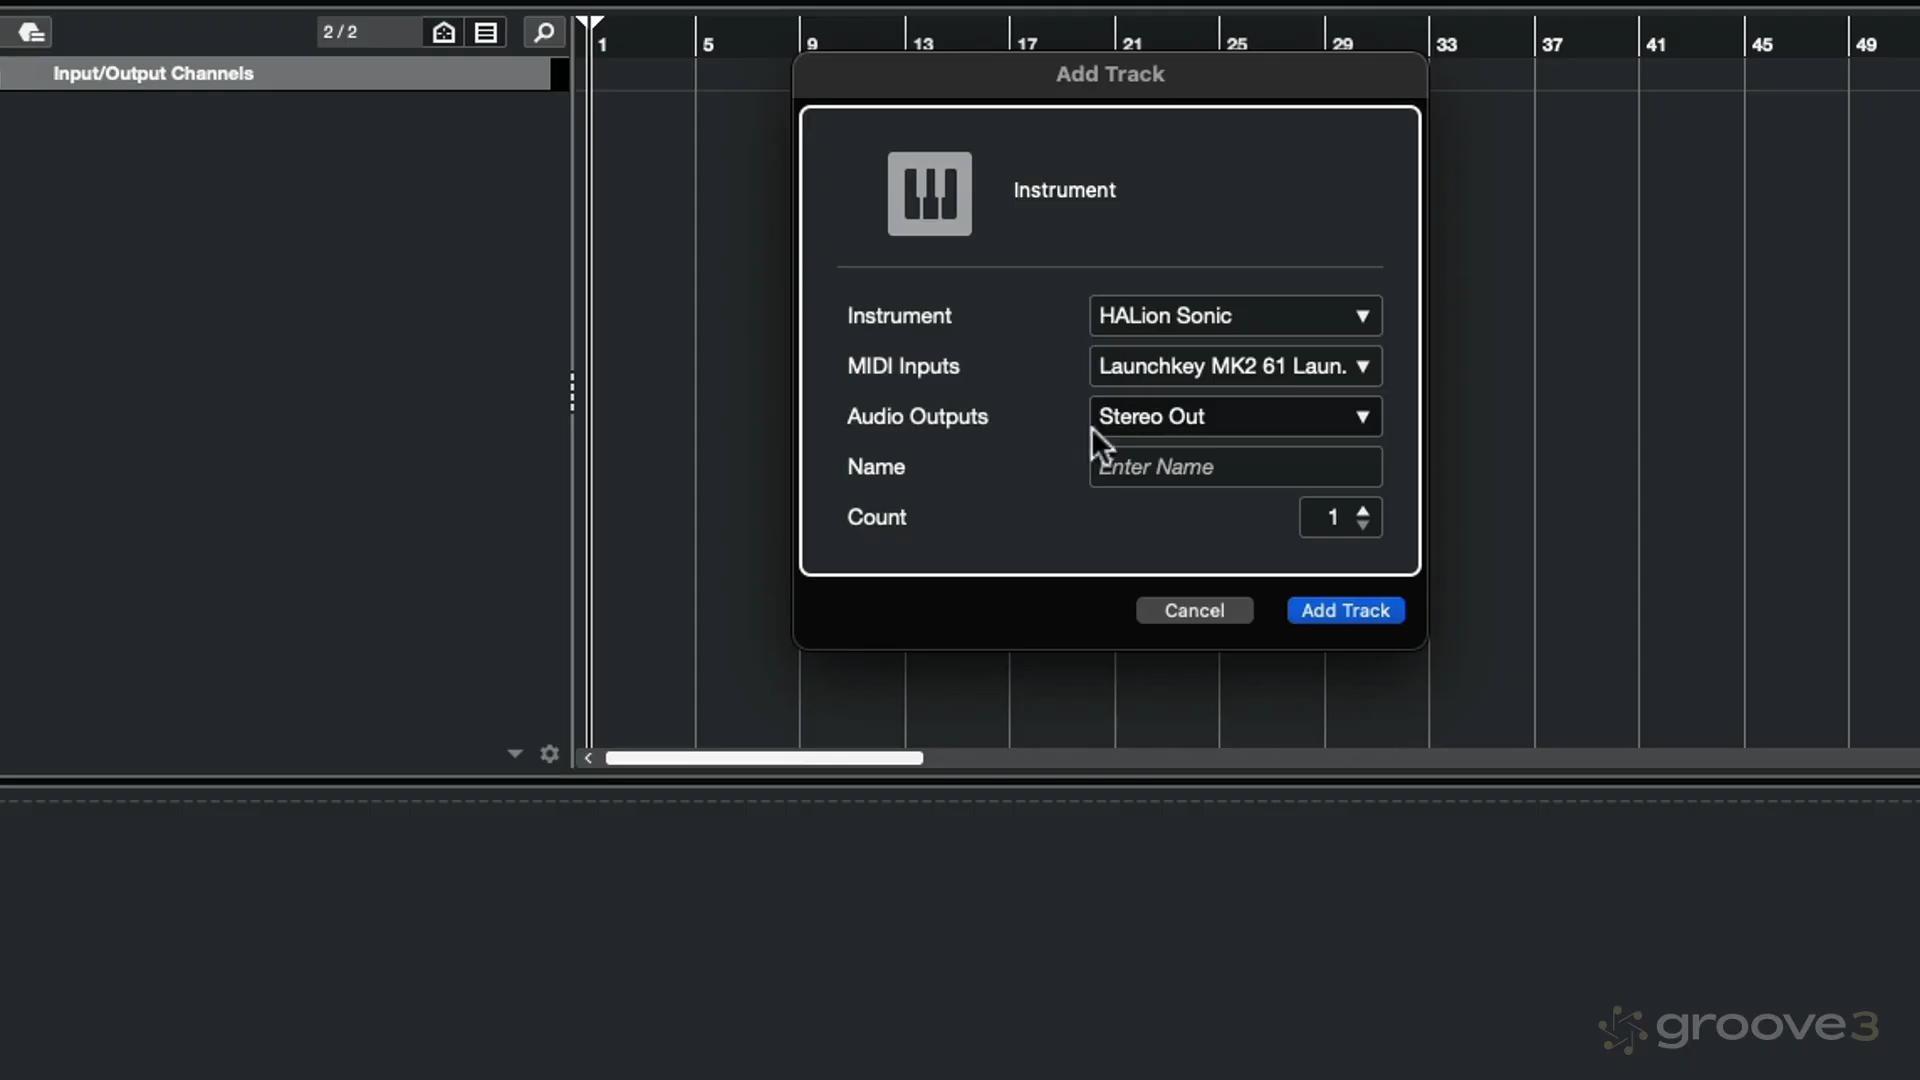 2 / 2
1 5 9 13 17 21 25 29 33 37 41 45 49
Input/Output Channels
Add Track
Instrument
Instrument HALion Sonic
MIDI Inputs Launchkey MK2 61 Laun.
Audio Outputs Stereo Out
Name Enter Name
Count 1
Cancel Add Track
groove3